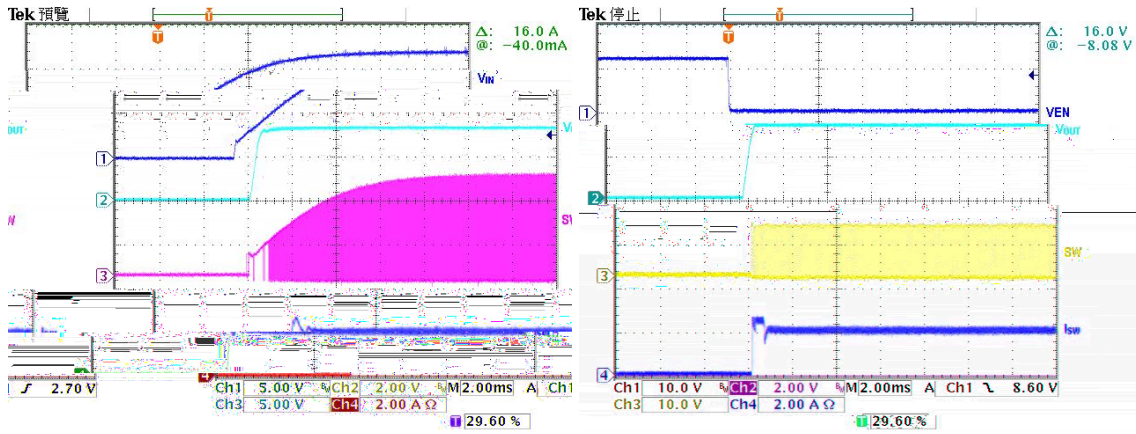 Tek 預覽
T
T
Δ: 16.0 A
@: −40.0mA
VIN
1
2
3
SW
2.70 V
Ch1 5.00 V Ch2 2.00 V M 2.00ms A Ch1
Ch3 5.00 V Ch4 2.00 A Ω
T 29.60 %
Tek 停止
T
T
Δ: 16.0 V
@: −8.08 V
1
VEN
VOUT
2
SW
3
ISW
4
Ch1 10.0 V Ch2 2.00 V M 2.00ms A Ch1 8.60 V
Ch3 10.0 V Ch4 2.00 A Ω
T 29.60 %